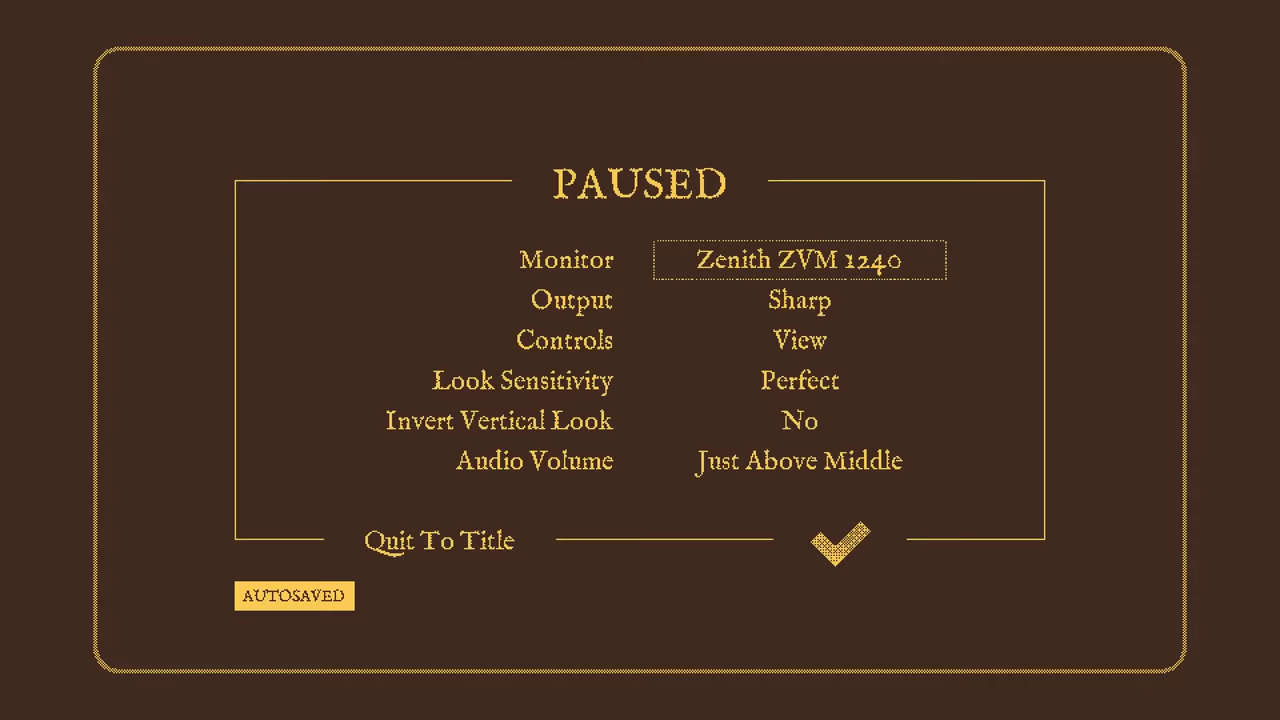 PAUSED
Monitor Zenith ZVM 1240
Output Sharp
Controls View
Look Sensitivity Perfect
Invert Vertical Look No
Audio Volume Just Above Middle
Quit To Title
AUTOSAVED